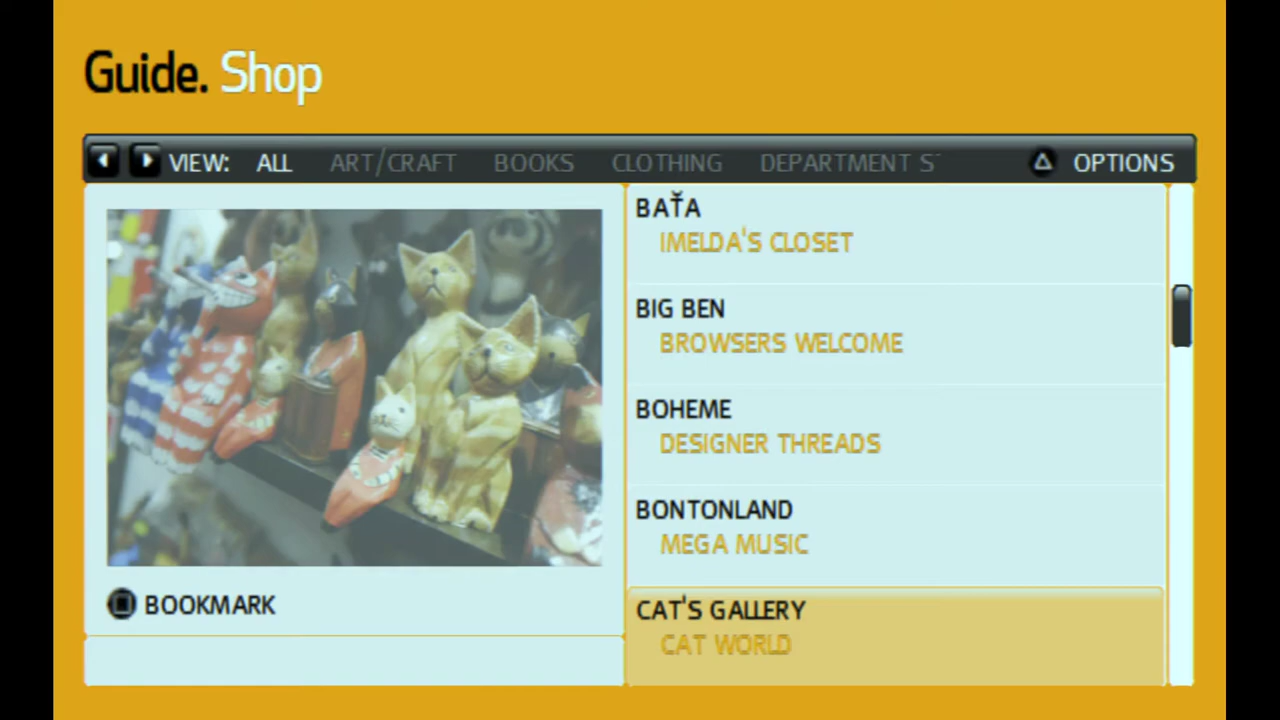 Guide. Shop
VIEW: ALL ART/CRAFT BOOKS CLOTHING DEPARTMENT S OPTIONS
BAŤA
IMELDA'S CLOSET
BIG BEN
BROWSERS WELCOME
BOHEME
DESIGNER THREADS
BONTONLAND
MEGA MUSIC
CAT'S GALLERY
CAT WORLD
BOOKMARK